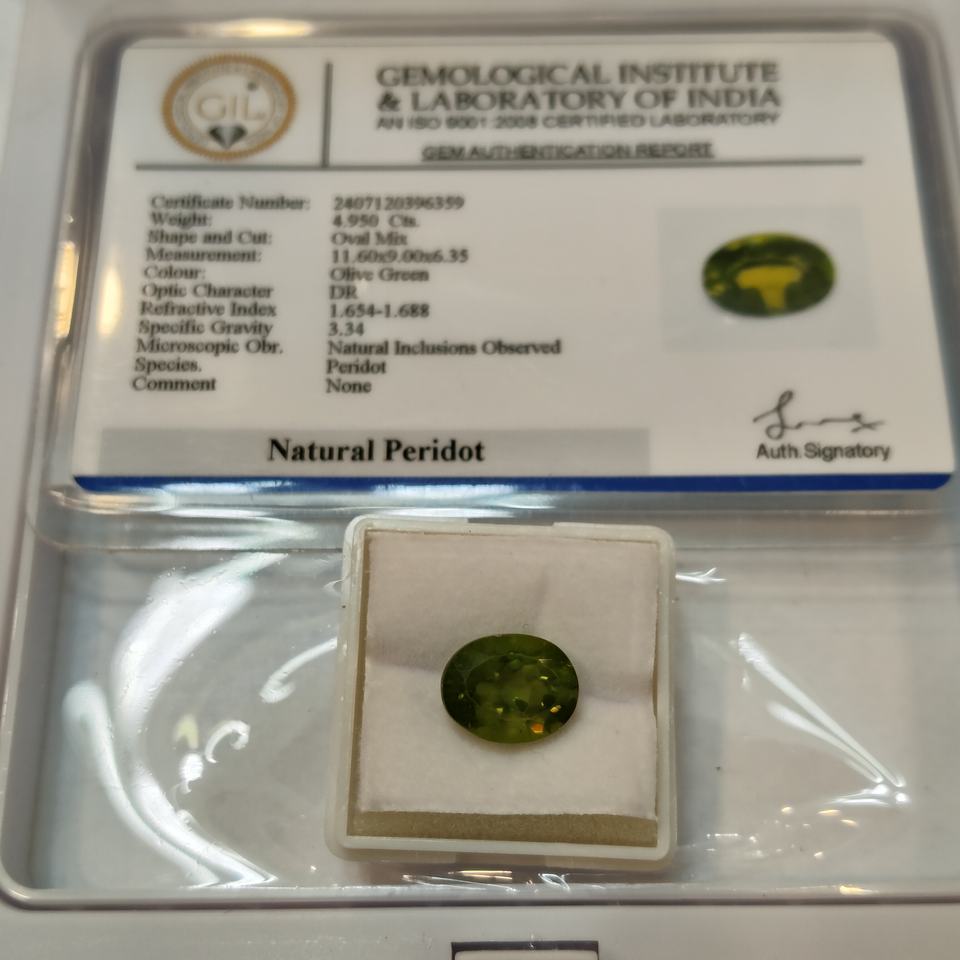 GIL
GEMOLOGICAL INSTITUTE
& LABORATORY OF INDIA
AN ISO 9001:2008 CERTIFIED LABORATORY
GEM AUTHENTICATION REPORT
Certificate Number: 2407120396359
Weight: 4.950 Cts.
Shape and Cut: Oval Mix
Measurement: 11.60x9.00x6.35
Colour: Olive Green
Optic Character DR
Refractive Index 1.654-1.688
Specific Gravity 3.34
Microscopic Obr. Natural Inclusions Observed
Species. Peridot
Comment None
Natural Peridot
Auth.Signatory